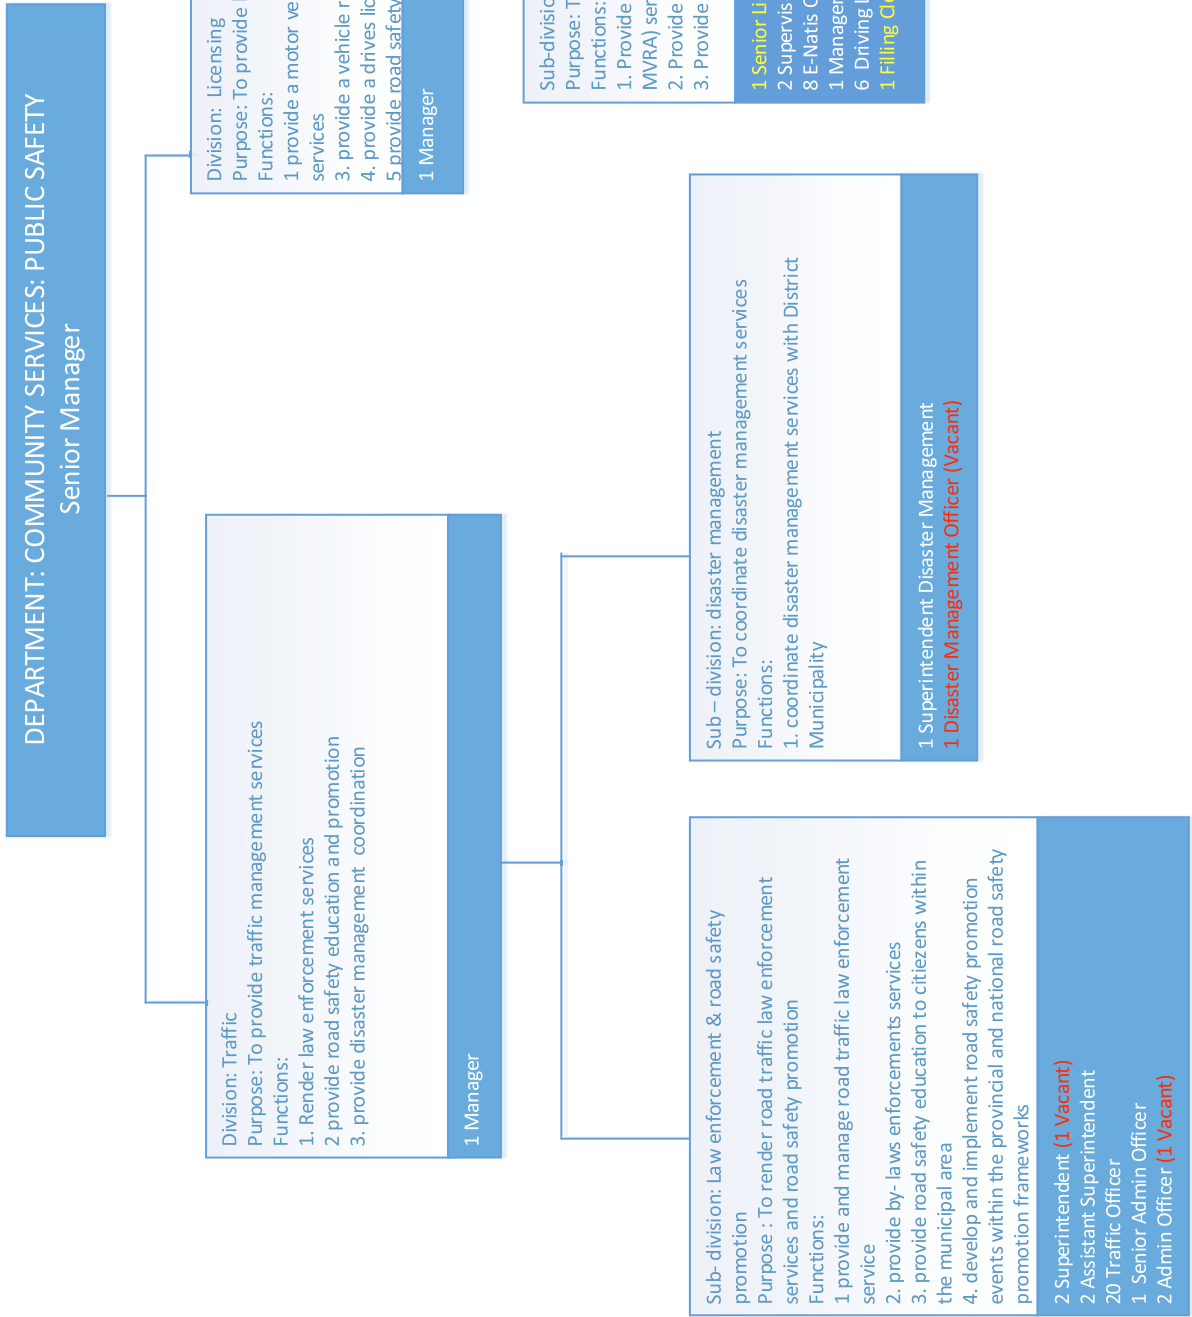 DEPARTMENT: COMMUNITY SERVICES: PUBLIC SAFETY
Senior Manager
Division: Traffic
Purpose: To provide traffic management services
Functions:
1. Render law enforcement services
2 provide road safety education and promotion
3. provide disaster management coordination
1 Manager
Division: Licensing
Purpose: To provide
Functions:
1 provide a motor ve
services
3. provide a vehicle r
4. provide a drives lic
5 provide road safety
1 Manager
Sub- division: Law enforcement & road safety
promotion
Purpose : To render road traffic law enforcement
services and road safety promotion
Functions:
1 provide and manage road traffic law enforcement
service
2. provide by- laws enforcements services
3. provide road safety education to citiezens within
the municipal area
4. develop and implement road safety promotion
events within the provincial and national road safety
promotion frameworks
2 Superintendent (1 Vacant)
2 Assistant Superintendent
20 Traffic Officer
1 Senior Admin Officer
2 Admin Officer (1 Vacant)
Sub – division: disaster management
Purpose: To coordinate disaster management services
Functions:
1. coordinate disaster management services with District
Municipality
1 Superintendent Disaster Management
1 Disaster Management Officer (Vacant)
Sub-divisio
Purpose: T
Functions:
1. Provide
MVRA) ser
2. Provide
3. Provide
1 Senior Li
2 Supervis
8 E-Natis
1 Manager
6 Driving
1 Filling Cle